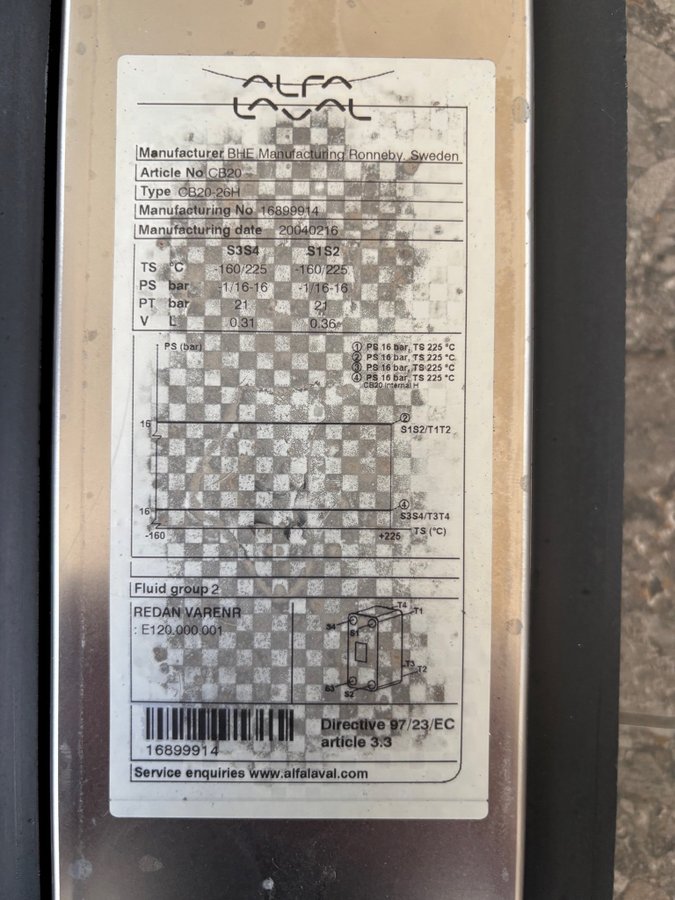 ALFA
LAVAL
Manufacturer BHE Manufacturing Ronneby, Sweden
Article No CB20
Type CB20-26H
Manufacturing No 16899914
Manufacturing date 20040216
S3S4 S1S2
TS °C -160/225 -160/225
PS bar -1/16-16 -1/16-16
PT bar 21 21
V L 0.31 0.36
PS (bar)
① PS 16 bar, TS 225 °C
② PS 16 bar, TS 225 °C
③ PS 16 bar, TS 225 °C
④ PS 16 bar, TS 225 °C
CB20 Internal H
16 ②
S1S2/T1T2
16 ④
S3S4/T3T4
-160 +225 TS (°C)
Fluid group 2
REDAN VARENR
: E120.000.001
T4
T1
S4
S1
T3
T2
S3
S2
16899914
Directive 97/23/EC
article 3.3
Service enquiries www.alfalaval.com